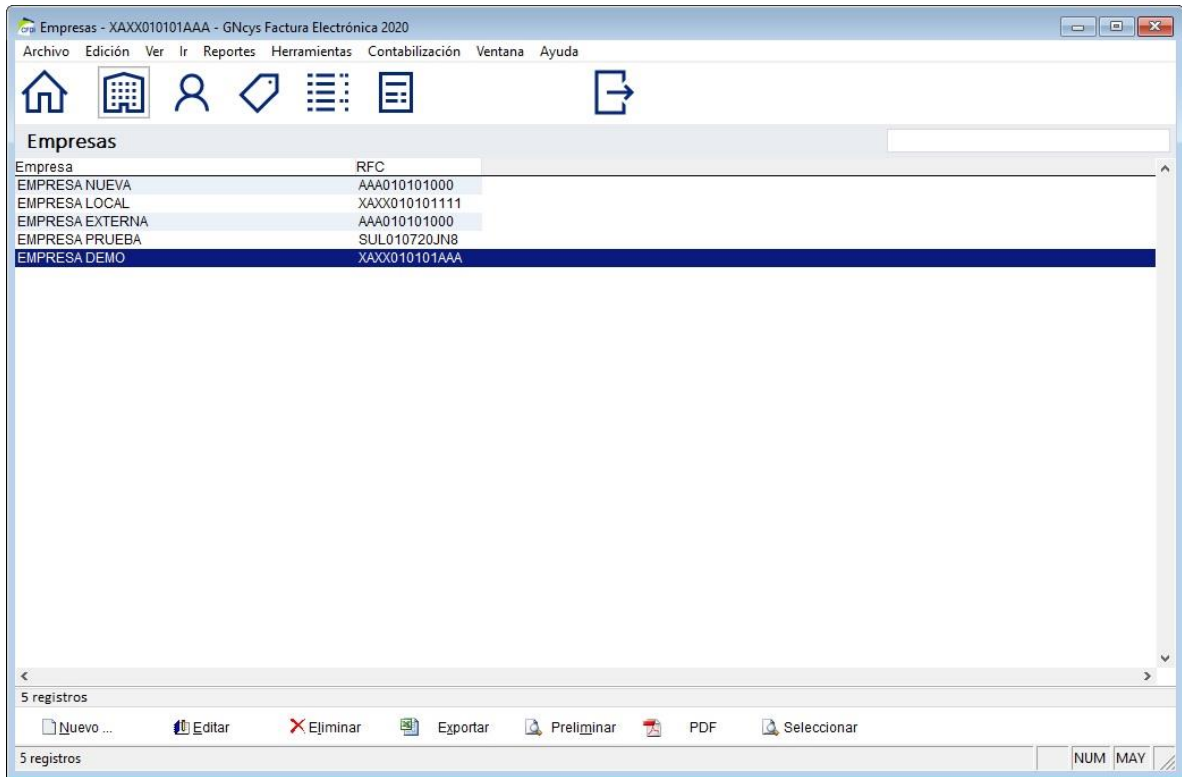 Empresas - XAXX010101AAA - GNcys Factura Electrónica 2020
Archivo Edición Ver Ir Reportes Herramientas Contabilización Ventana Ayuda
Empresas
Empresa RFC
EMPRESA NUEVA AAA010101000
EMPRESA LOCAL XAXX010101111
EMPRESA EXTERNA AAA010101000
EMPRESA PRUEBA SUL010720JN8
EMPRESA DEMO XAXX010101AAA
5 registros
Nuevo ... Editar Eliminar Exportar Preliminar PDF Seleccionar
5 registros NUM MAY